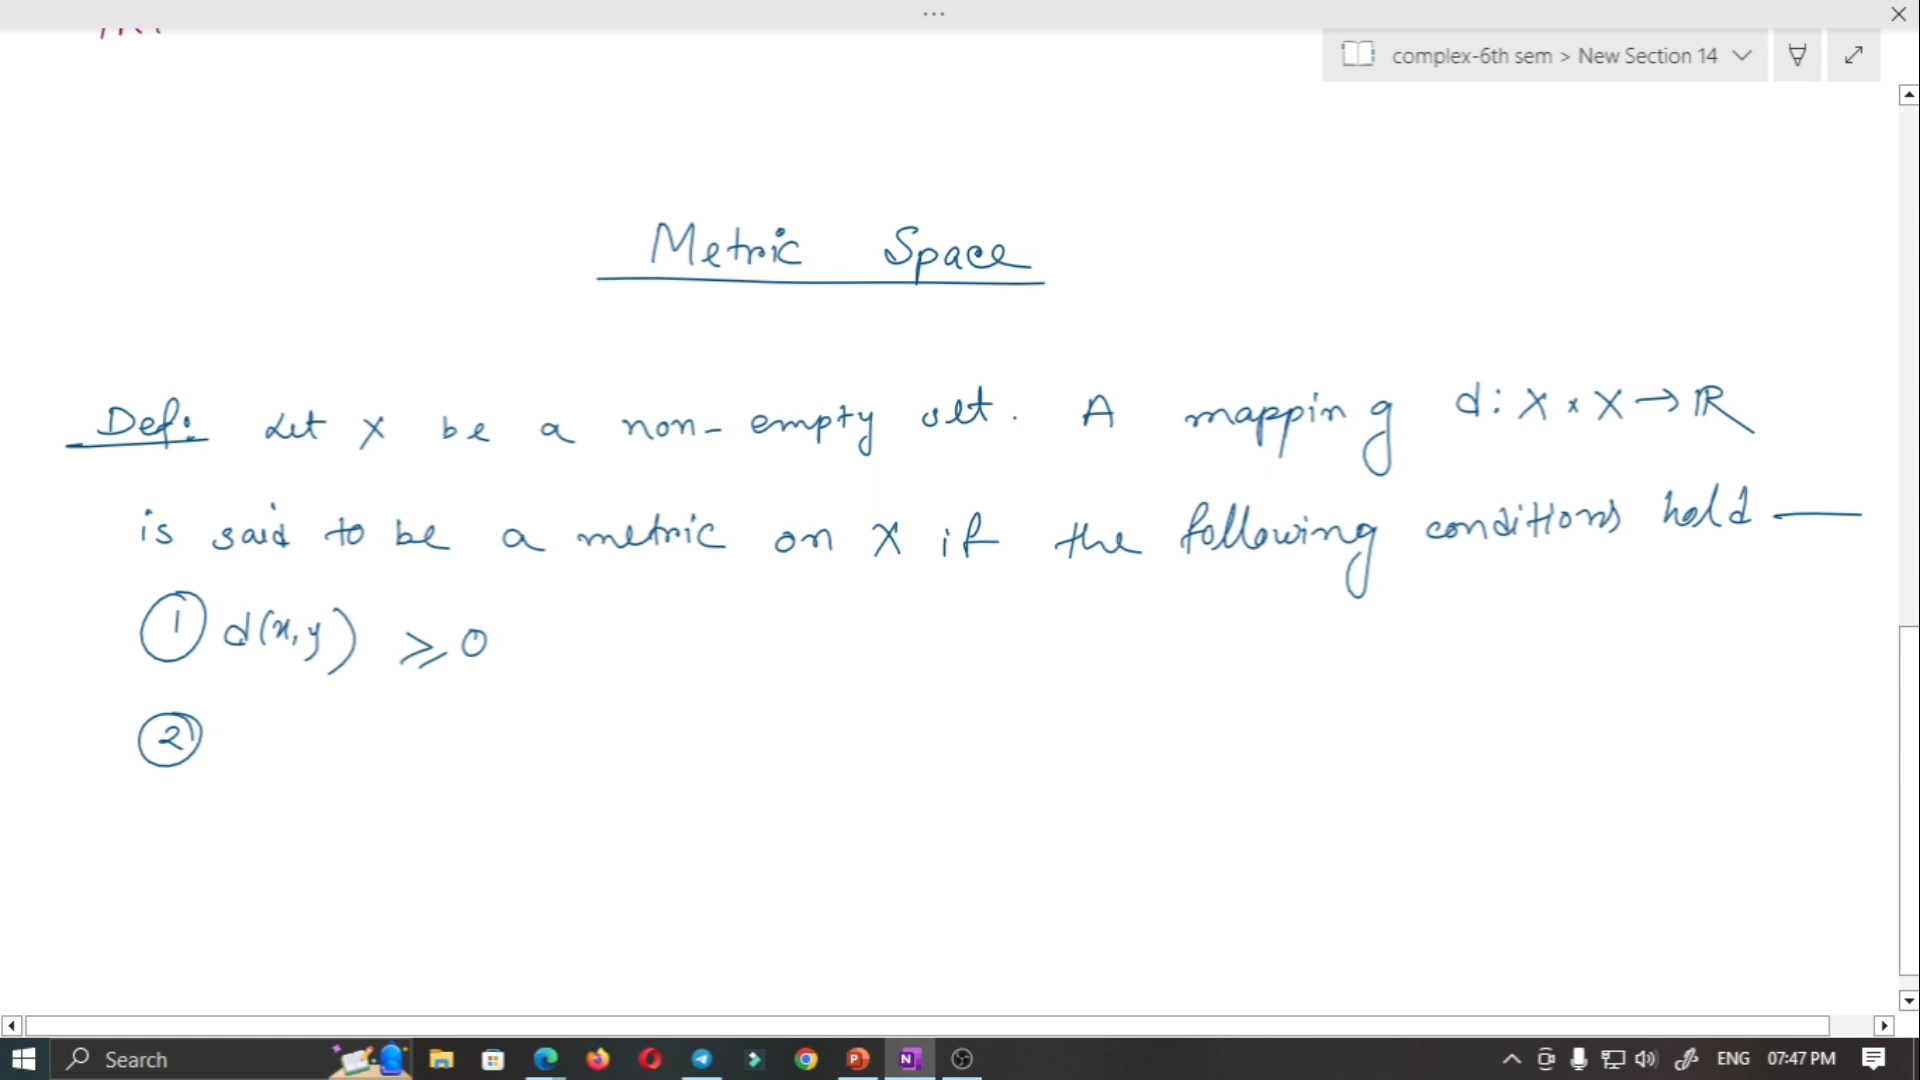 complex-6th sem > New Section 14
Metric Space
Def: Let X be a non-empty set. A mapping d: X × X → ℝ
is said to be a metric on X if the following conditions hold —
① d(x,y) ⩾ 0
②
Search
ENG 07:47 PM